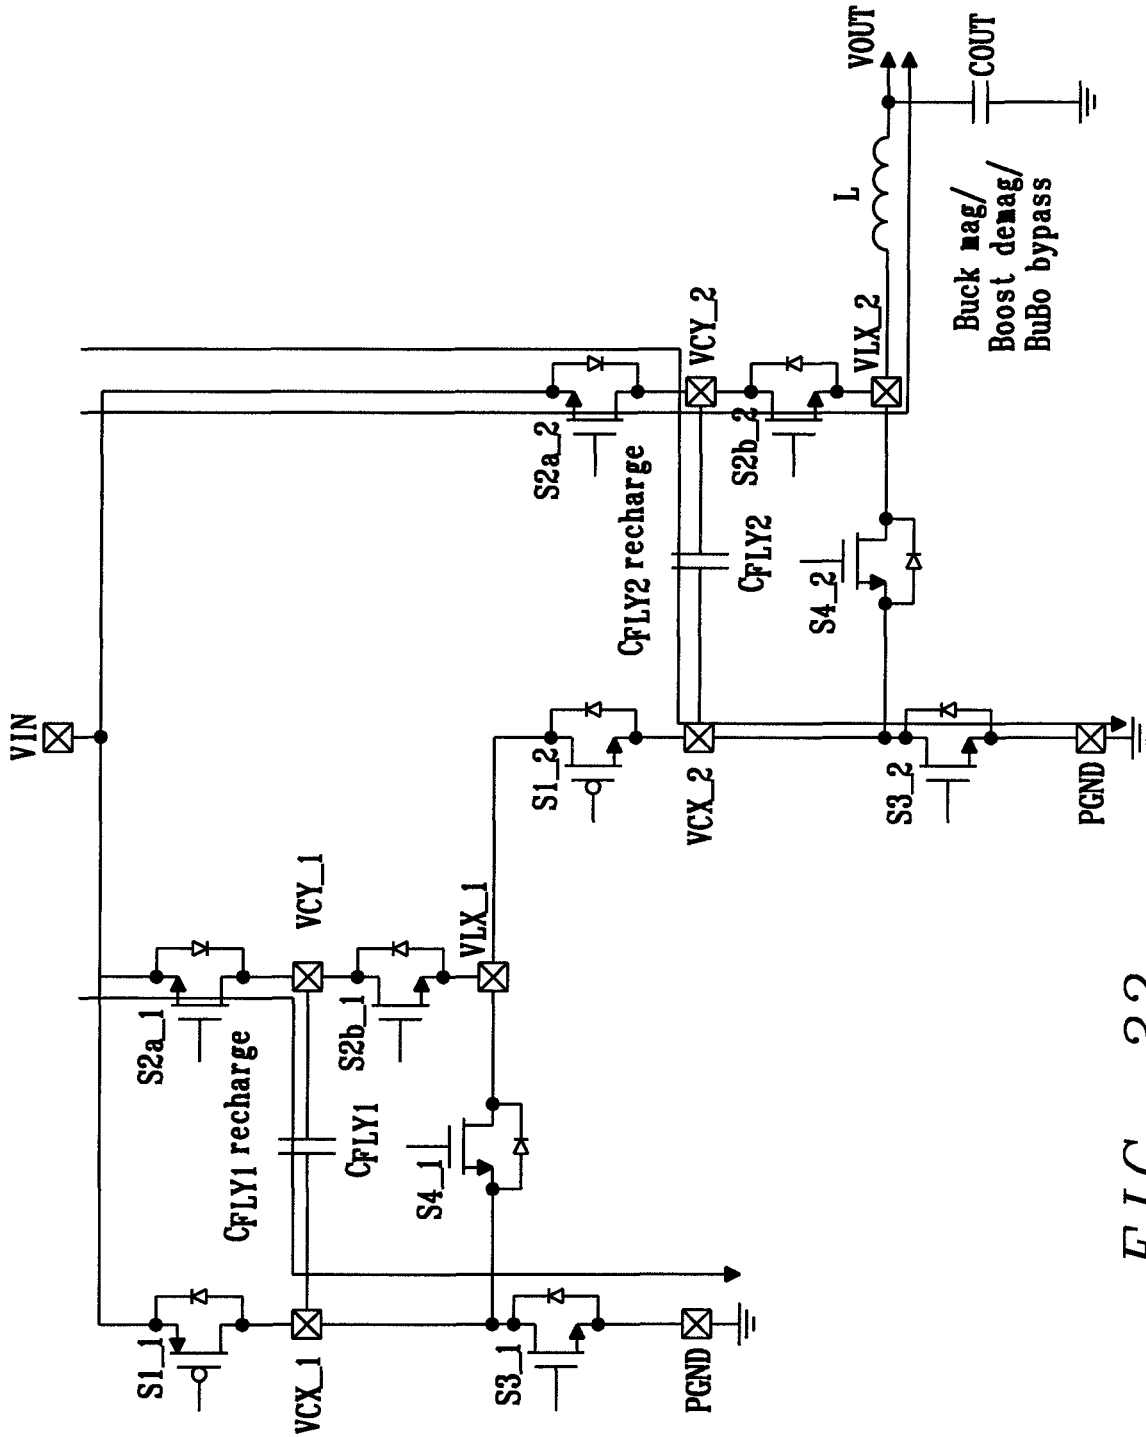 VIN
S1_1
S2a_1
CFLY1 recharge
VCX_1
VCY_1
CFLY1
S2b_1
S4_1
VLX_1
S3_1
PGND
S1_2
S2a_2
CFLY2 recharge
VCX_2
VCY_2
CFLY2
S2b_2
S4_2
VLX_2
S3_2
PGND
L
VOUT
COUT
Buck mag/
Boost demag/
BuBo bypass